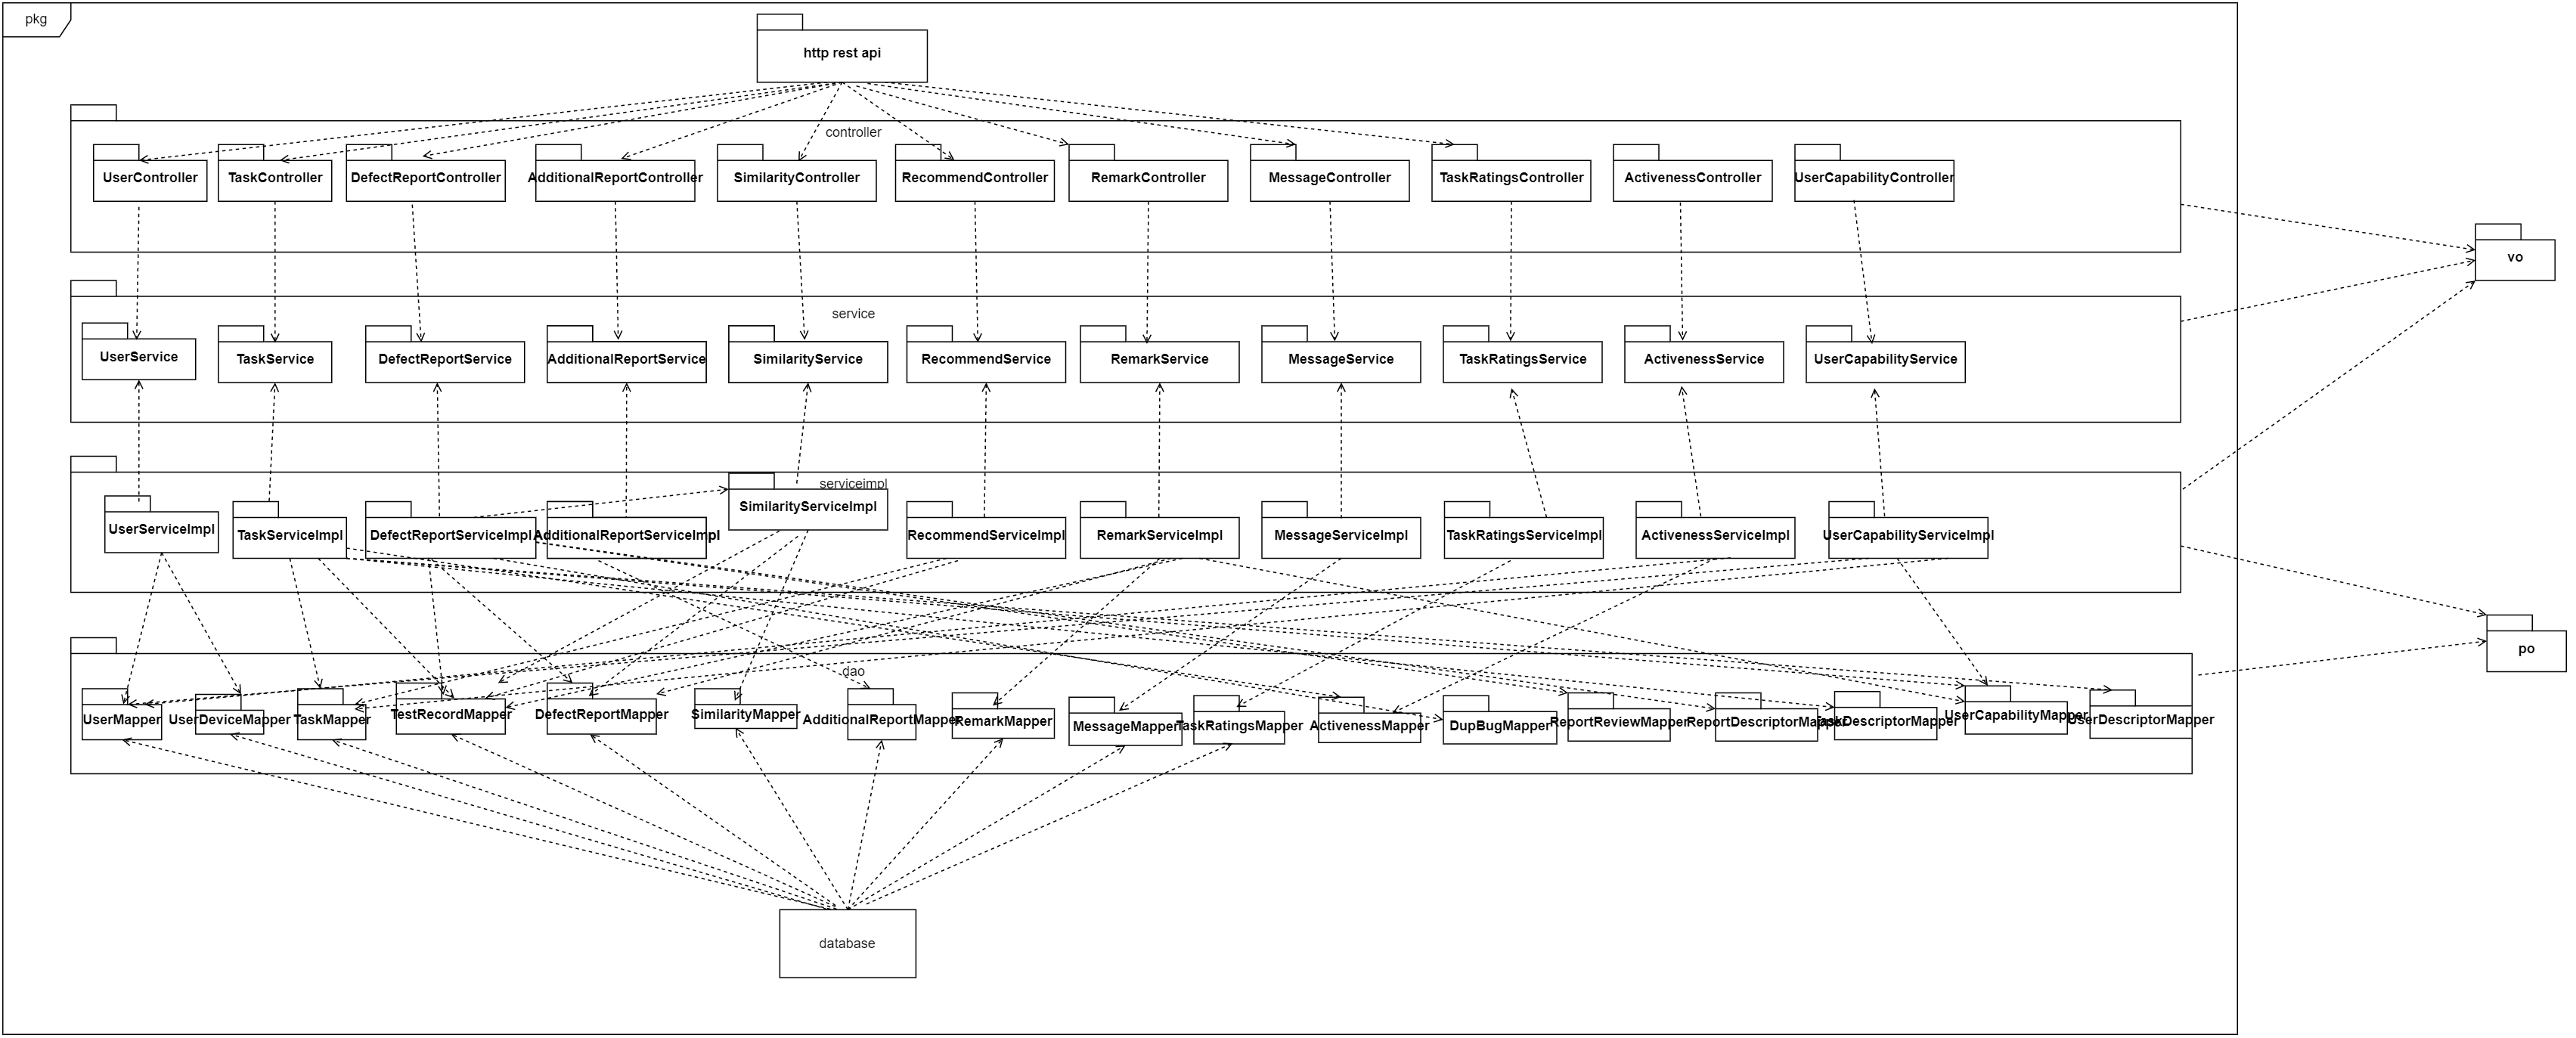 pkg
http rest api
controller
UserController
TaskController
DefectReportController
AdditionalReportController
SimilarityController
RecommendController
RemarkController
MessageController
TaskRatingsController
ActivenessController
UserCapabilityController
vo
service
UserService
TaskService
DefectReportService
AdditionalReportService
SimilarityService
RecommendService
RemarkService
MessageService
TaskRatingsService
ActivenessService
UserCapabilityService
serviceimpl
UserServiceImpl
TaskServiceImpl
DefectReportServiceImpl
AdditionalReportServiceImpl
SimilarityServiceImpl
RecommendServiceImpl
RemarkServiceImpl
MessageServiceImpl
TaskRatingsServiceImpl
ActivenessServiceImpl
UserCapabilityServiceImpl
po
dao
UserMapper
UserDeviceMapper
TaskMapper
TestRecordMapper
DefectReportMapper
SimilarityMapper
AdditionalReportMapper
RemarkMapper
MessageMapper
TaskRatingsMapper
ActivenessMapper
DupBugMapper
ReportReviewMapper
ReportDescriptorMapper
TaskDescriptorMapper
UserCapabilityMapper
UserDescriptorMapper
database